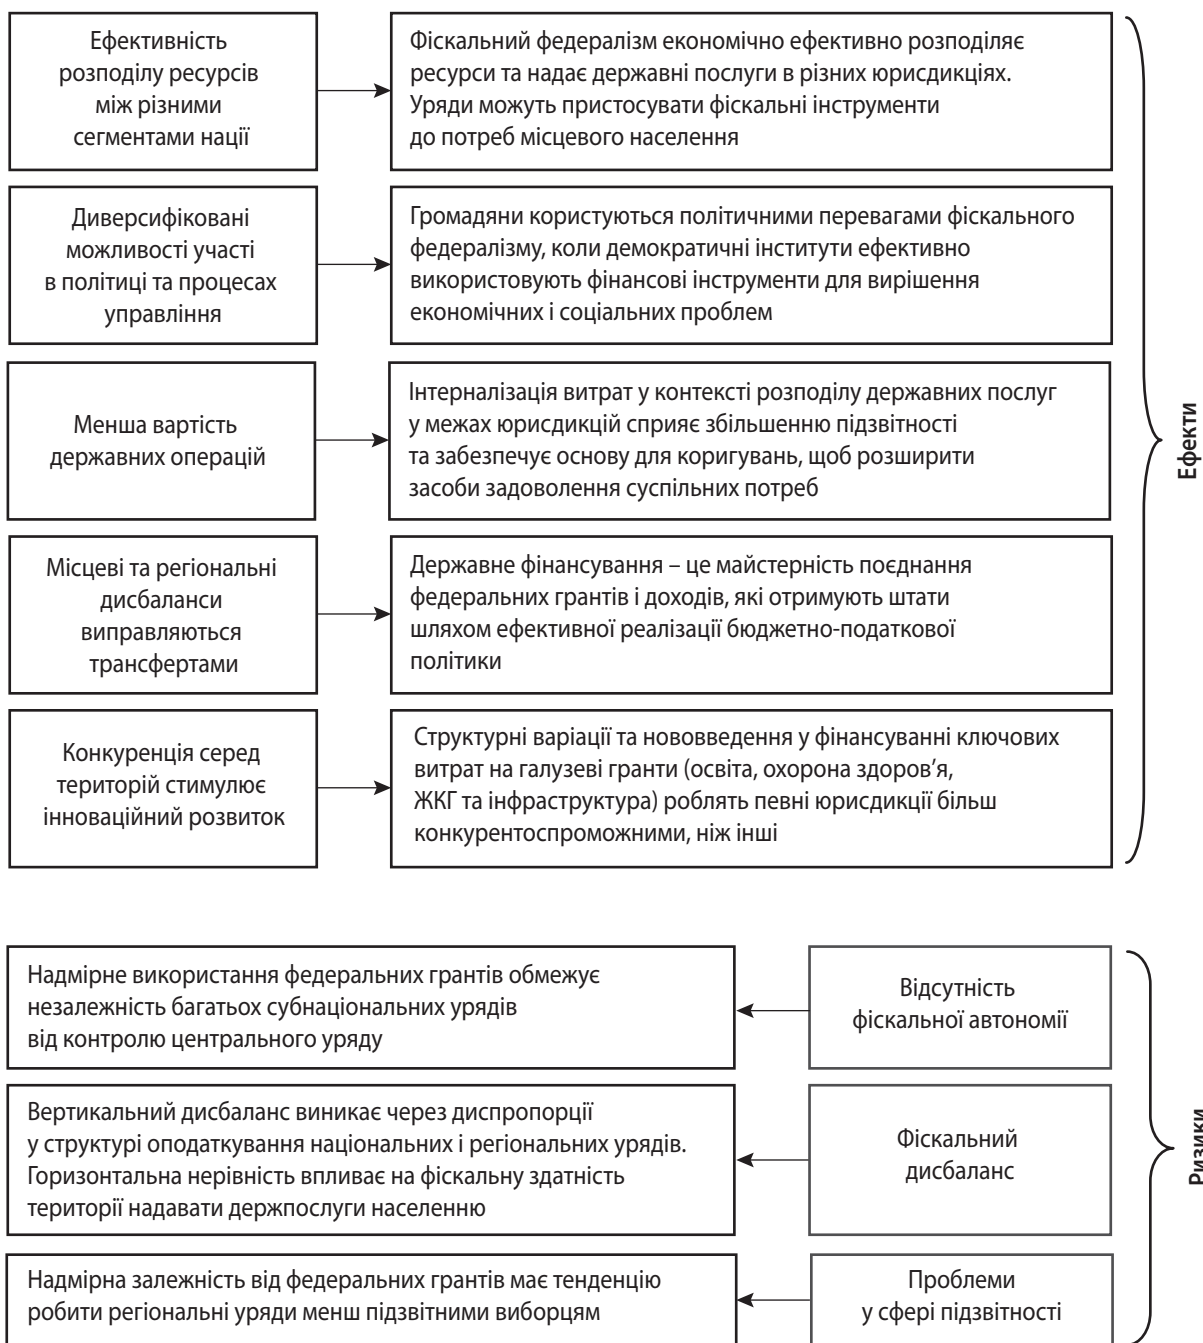 Ефективність
розподілу ресурсів
між різними
сегментами нації
Фіскальний федералізм економічно ефективно розподіляє
ресурси та надає державні послуги в різних юрисдикціях.
Уряди можуть пристосувати фіскальні інструменти
до потреб місцевого населення
Диверсифіковані
можливості участі
в політиці та процесах
управління
Громадяни користуються політичними перевагами фіскального
федералізму, коли демократичні інститути ефективно
використовують фінансові інструменти для вирішення
економічних і соціальних проблем
Менша вартість
державних операцій
Інтерналізація витрат у контексті розподілу державних послуг
у межах юрисдикцій сприяє збільшенню підзвітності
та забезпечує основу для коригувань, щоб розширити
засоби задоволення суспільних потреб
Місцеві та регіональні
дисбаланси
виправляються
трансфертами
Державне фінансування – це майстерність поєднання
федеральних грантів і доходів, які отримують штати
шляхом ефективної реалізації бюджетно-податкової
політики
Конкуренція серед
територій стимулює
інноваційний розвиток
Структурні варіації та нововведення у фінансуванні ключових
витрат на галузеві гранти (освіта, охорона здоров’я,
ЖКГ та інфраструктура) роблять певні юрисдикції більш
конкурентоспроможними, ніж інші
Ефекти
Надмірне використання федеральних грантів обмежує
незалежність багатьох субнаціональних урядів
від контролю центрального уряду
Відсутність
фіскальної автономії
Вертикальний дисбаланс виникає через диспропорції
у структурі оподаткування національних і регіональних урядів.
Горизонтальна нерівність впливає на фіскальну здатність
території надавати держпослуги населенню
Фіскальний
дисбаланс
Надмірна залежність від федеральних грантів має тенденцію
робити регіональні уряди менш підзвітними виборцям
Проблеми
у сфері підзвітності
Ризики